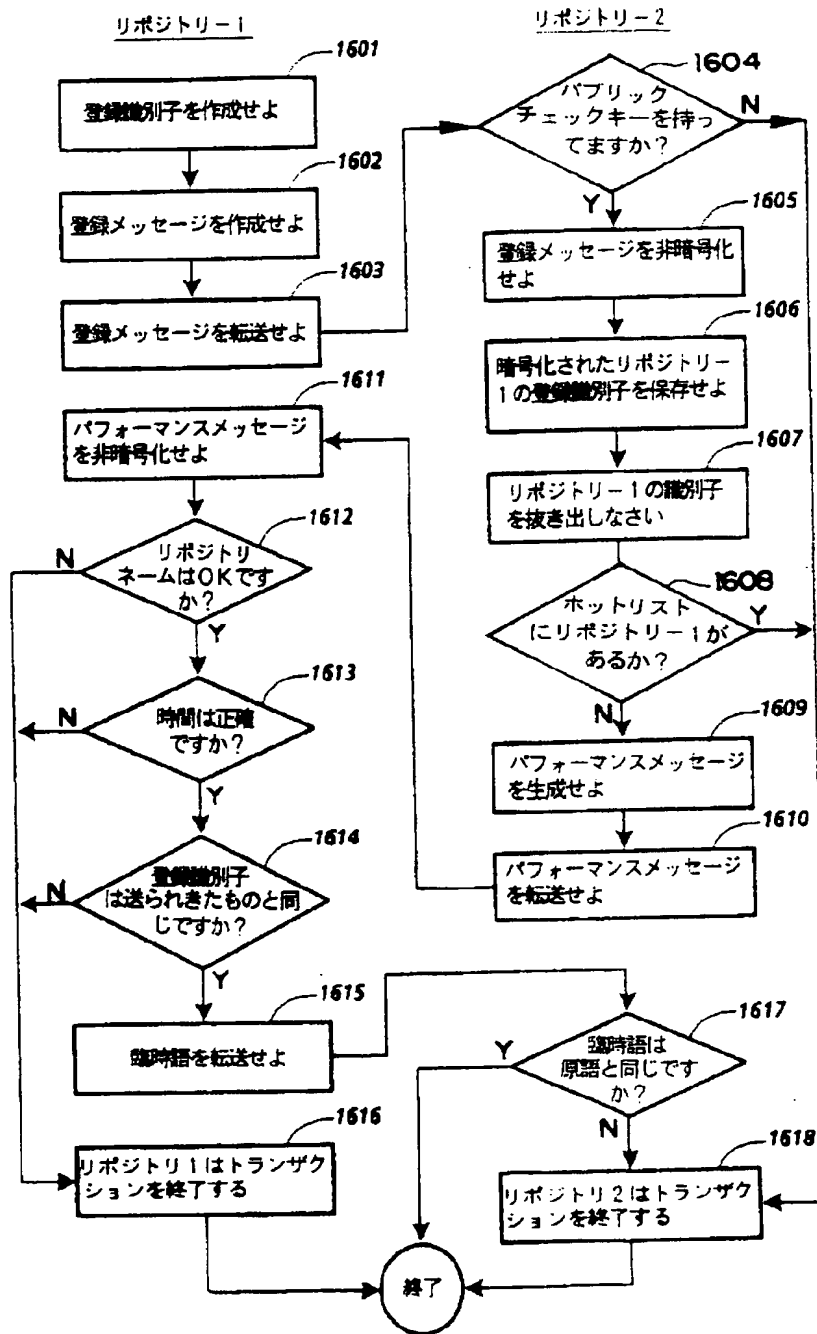 リポジトリー1
1601
登録識別子を作成せよ
1602
登録メッセージを作成せよ
1603
登録メッセージを転送せよ
1611
パフォーマンスメッセージ
を非暗号化せよ
1612
リポジトリ
ネームはOKです
か?
N
Y
1613
時間は正確
ですか?
N
Y
1614
登録識別子
は送られきたものと同
じですか?
N
Y
1615
臨時語を転送せよ
1616
リポジトリ1はトランザク
ションを終了する
リポジトリー2
1604
パブリック
チェックキーを持っ
てますか?
N
Y
1605
登録メッセージを非暗号化
せよ
1606
暗号化されたリポジトリー
1の登録識別子を保存せよ
1607
リポジトリー1の識別子
を抜き出しなさい
1608
ホットリスト
にリポジトリー1が
あるか?
Y
N
1609
パフォーマンスメッセージ
を生成せよ
1610
パフォーマンスメッセージ
を転送せよ
1617
臨時語は
原語と同じです
か?
Y
N
1618
リポジトリ2はトランザク
ションを終了する
終了